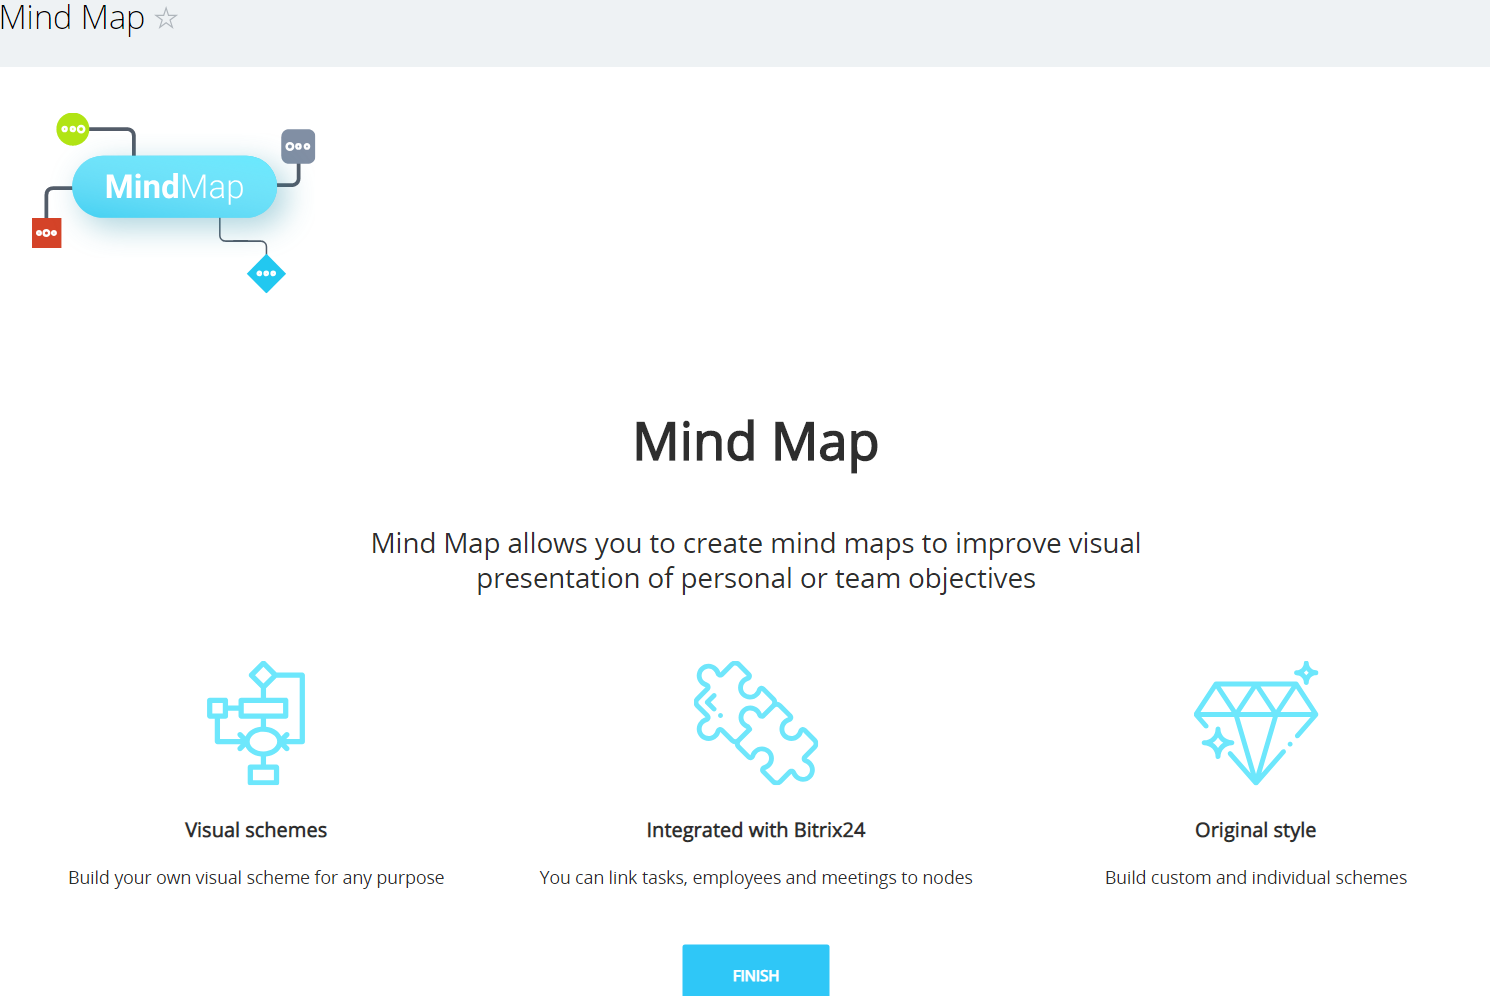 Mind Map
MindMap
Mind Map
Mind Map allows you to create mind maps to improve visual
presentation of personal or team objectives
Visual schemes
Build your own visual scheme for any purpose
Integrated with Bitrix24
You can link tasks, employees and meetings to nodes
Original style
Build custom and individual schemes
FINISH